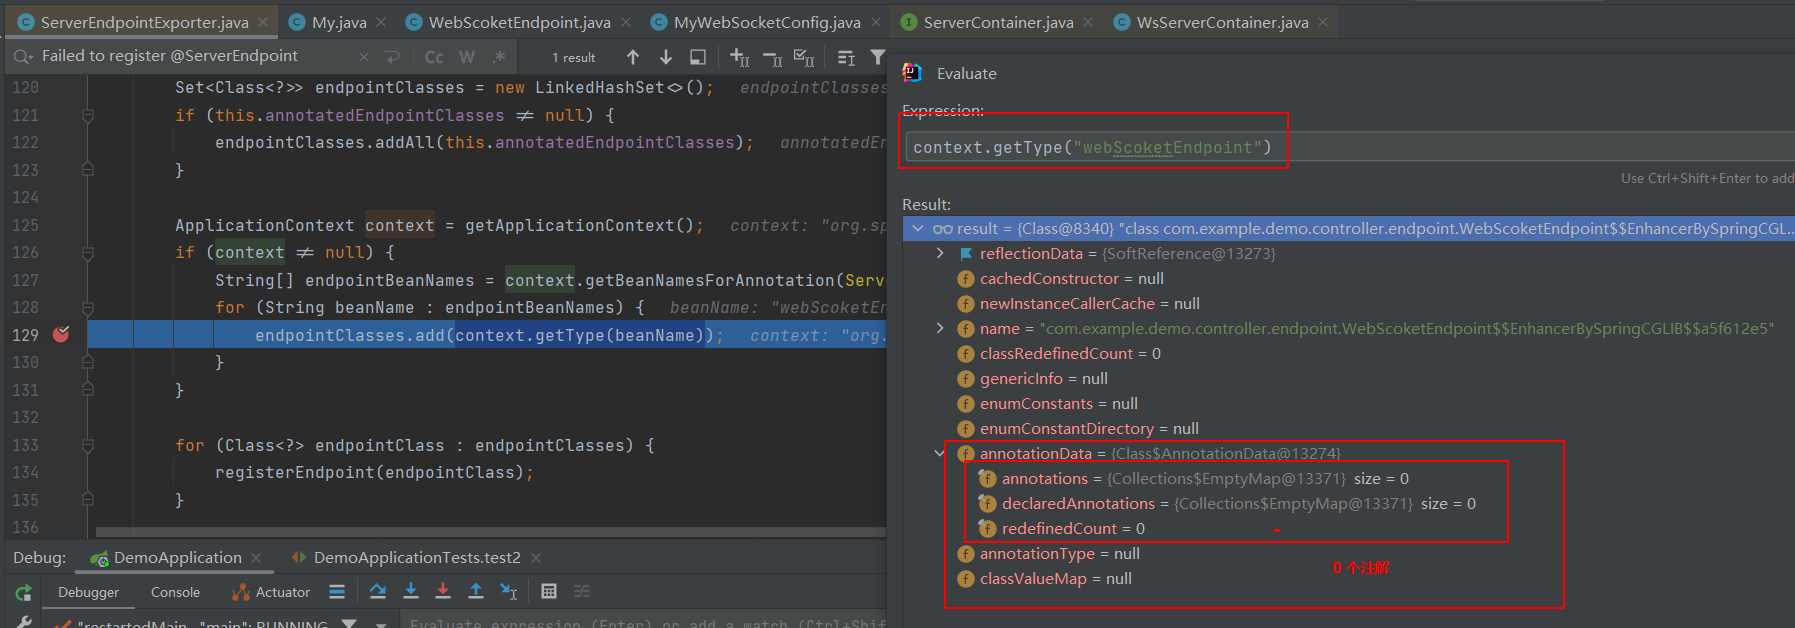 ServerEndpointExporter.java
My.java
WebScoketEndpoint.java
MyWebSocketConfig.java
ServerContainer.java
WsServerContainer.java
Failed to register @ServerEndpoint
Cc
W
.*
1 result
120 Set<Class<?>> endpointClasses = new LinkedHashSet<>(); endpointClasses
121 if (this.annotatedEndpointClasses != null) {
122 endpointClasses.addAll(this.annotatedEndpointClasses); annotatedEn
123 }
124
125 ApplicationContext context = getApplicationContext(); context: "org.sp
126 if (context != null) {
127 String[] endpointBeanNames = context.getBeanNamesForAnnotation(Serv
128 for (String beanName : endpointBeanNames) { beanName: "webScoketEn
129 endpointClasses.add(context.getType(beanName)); context: "org.
130 }
131 }
132
133 for (Class<?> endpointClass : endpointClasses) {
134 registerEndpoint(endpointClass);
135 }
136
Evaluate
Expression:
context.getType("webScoketEndpoint")
Use Ctrl+Shift+Enter to add
Result:
result = {Class@8340} "class com.example.demo.controller.endpoint.WebScoketEndpoint$$EnhancerBySpringCGLI...
reflectionData = {SoftReference@13273}
cachedConstructor = null
newInstanceCallerCache = null
name = "com.example.demo.controller.endpoint.WebScoketEndpoint$$EnhancerBySpringCGLIB$$a5f612e5"
classRedefinedCount = 0
genericInfo = null
enumConstants = null
enumConstantDirectory = null
annotationData = {Class$AnnotationData@13274}
annotations = {Collections$EmptyMap@13371} size = 0
declaredAnnotations = {Collections$EmptyMap@13371} size = 0
redefinedCount = 0
annotationType = null
classValueMap = null
0 个注解
Debug:
DemoApplication
DemoApplicationTests.test2
Debugger
Console
Actuator
"restartedMain...."main": RUNNING
Evaluate expression (Enter) or add a watch (Ctrl+Shif